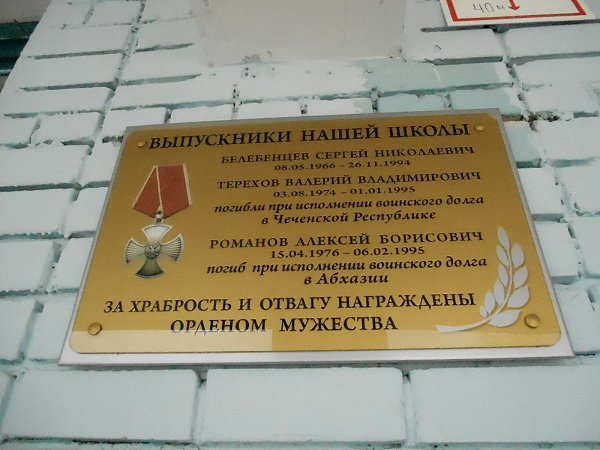 40м
ВЫПУСКНИКИ НАШЕЙ ШКОЛЫ
БЕЛЕБЕНЦЕВ СЕРГЕЙ НИКОЛАЕВИЧ
08.05.1966 – 26.11.1994
ТЕРЕХОВ ВАЛЕРИЙ ВЛАДИМИРОВИЧ
03.08.1974 – 01.01.1995
погибли при исполнении воинского долга
в Чеченской Республике
РОМАНОВ АЛЕКСЕЙ БОРИСОВИЧ
15.04.1976 – 06.02.1995
погиб при исполнении воинского долга
в Абхазии
ЗА ХРАБРОСТЬ И ОТВАГУ НАГРАЖДЕНЫ
ОРДЕНОМ МУЖЕСТВА